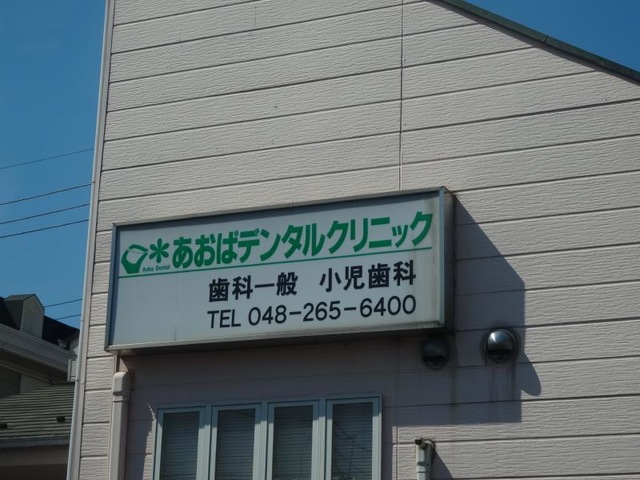 あおばデンタルクリニック
Aoba Dental
歯科一般 小児歯科
TEL 048-265-6400